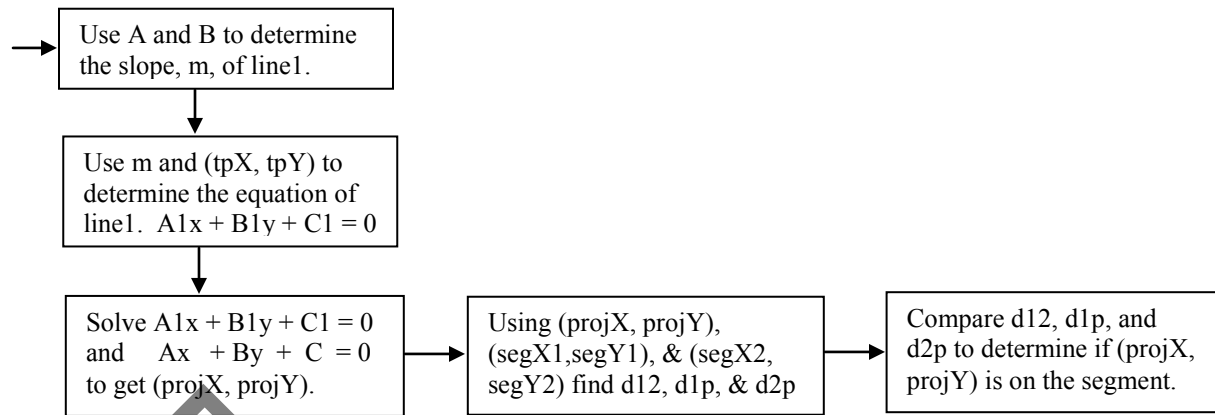 Use A and B to determine
the slope, m, of line1.
Use m and (tpX, tpY) to
determine the equation of
line1. A1x + B1y + C1 = 0
Solve A1x + B1y + C1 = 0
and Ax + By + C = 0
to get (projX, projY).
Using (projX, projY),
(segX1,segY1), & (segX2,
segY2) find d12, d1p, & d2p
Compare d12, d1p, and
d2p to determine if (projX,
projY) is on the segment.